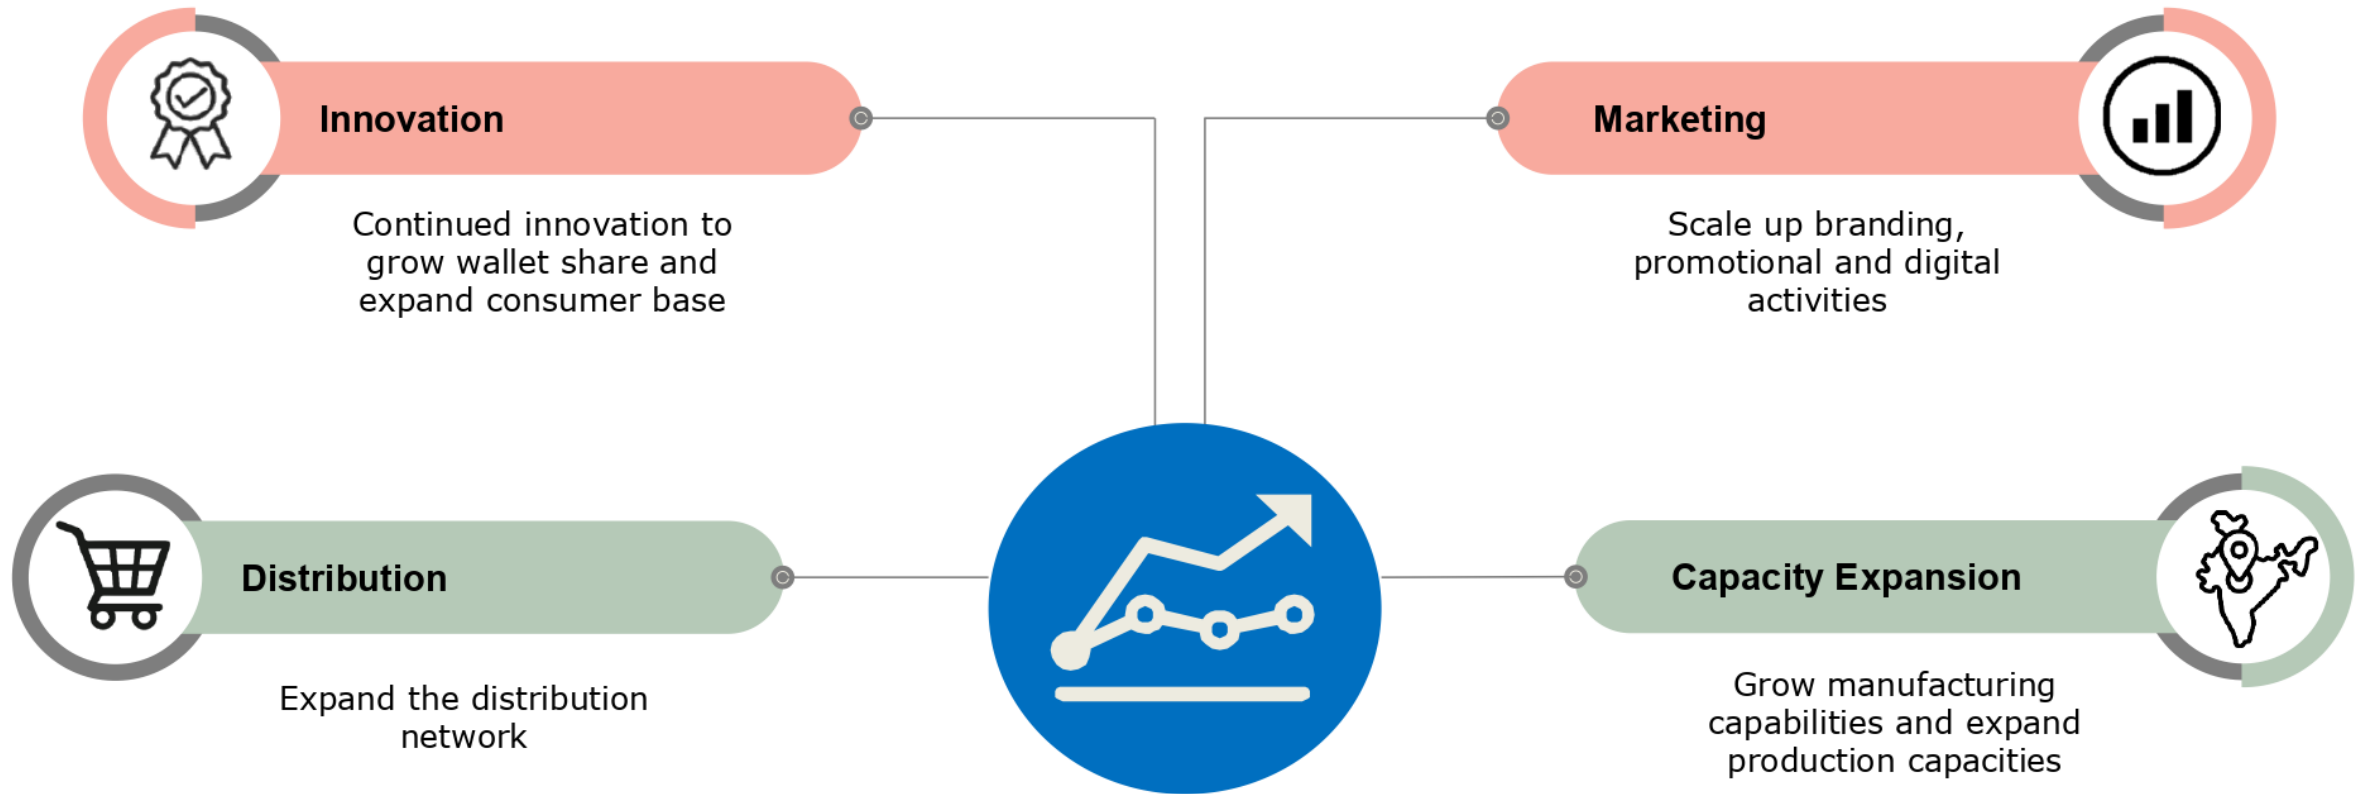 Innovation
Continued innovation to
grow wallet share and
expand consumer base
Marketing
Scale up branding,
promotional and digital
activities
Distribution
Expand the distribution
network
Capacity Expansion
Grow manufacturing
capabilities and expand
production capacities